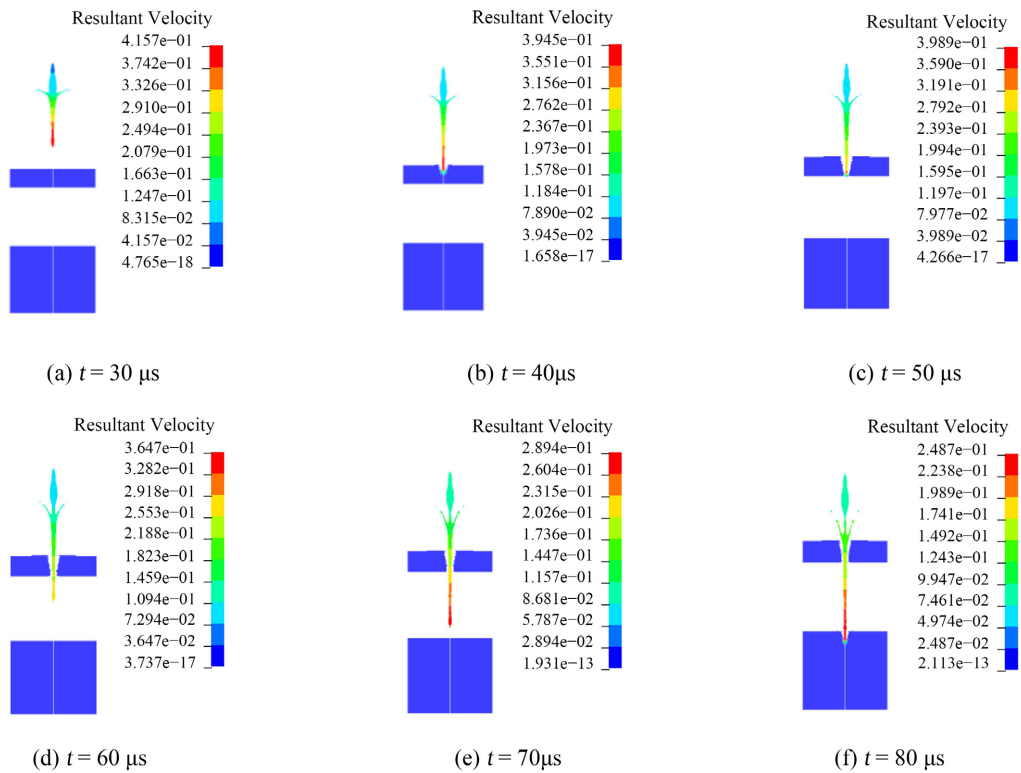 Resultant Velocity
4.157e−01
3.742e−01
3.326e−01
2.910e−01
2.494e−01
2.079e−01
1.663e−01
1.247e−01
8.315e−02
4.157e−02
4.765e−18
(a) t = 30 μs
Resultant Velocity
3.945e−01
3.551e−01
3.156e−01
2.762e−01
2.367e−01
1.973e−01
1.578e−01
1.184e−01
7.890e−02
3.945e−02
1.658e−17
(b) t = 40μs
Resultant Velocity
3.989e−01
3.590e−01
3.191e−01
2.792e−01
2.393e−01
1.994e−01
1.595e−01
1.197e−01
7.977e−02
3.989e−02
4.266e−17
(c) t = 50 μs
Resultant Velocity
3.647e−01
3.282e−01
2.918e−01
2.553e−01
2.188e−01
1.823e−01
1.459e−01
1.094e−01
7.294e−02
3.647e−02
3.737e−17
(d) t = 60 μs
Resultant Velocity
2.894e−01
2.604e−01
2.315e−01
2.026e−01
1.736e−01
1.447e−01
1.157e−01
8.681e−02
5.787e−02
2.894e−02
1.931e−13
(e) t = 70μs
Resultant Velocity
2.487e−01
2.238e−01
1.989e−01
1.741e−01
1.492e−01
1.243e−01
9.947e−02
7.461e−02
4.974e−02
2.487e−02
2.113e−13
(f) t = 80 μs